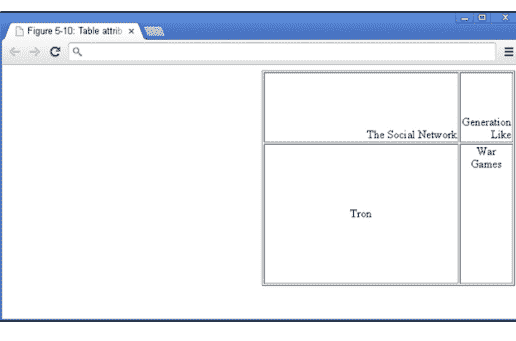 Figure 5-10: Table attrib
The Social Network
Generation
Like
Tron
War
Games